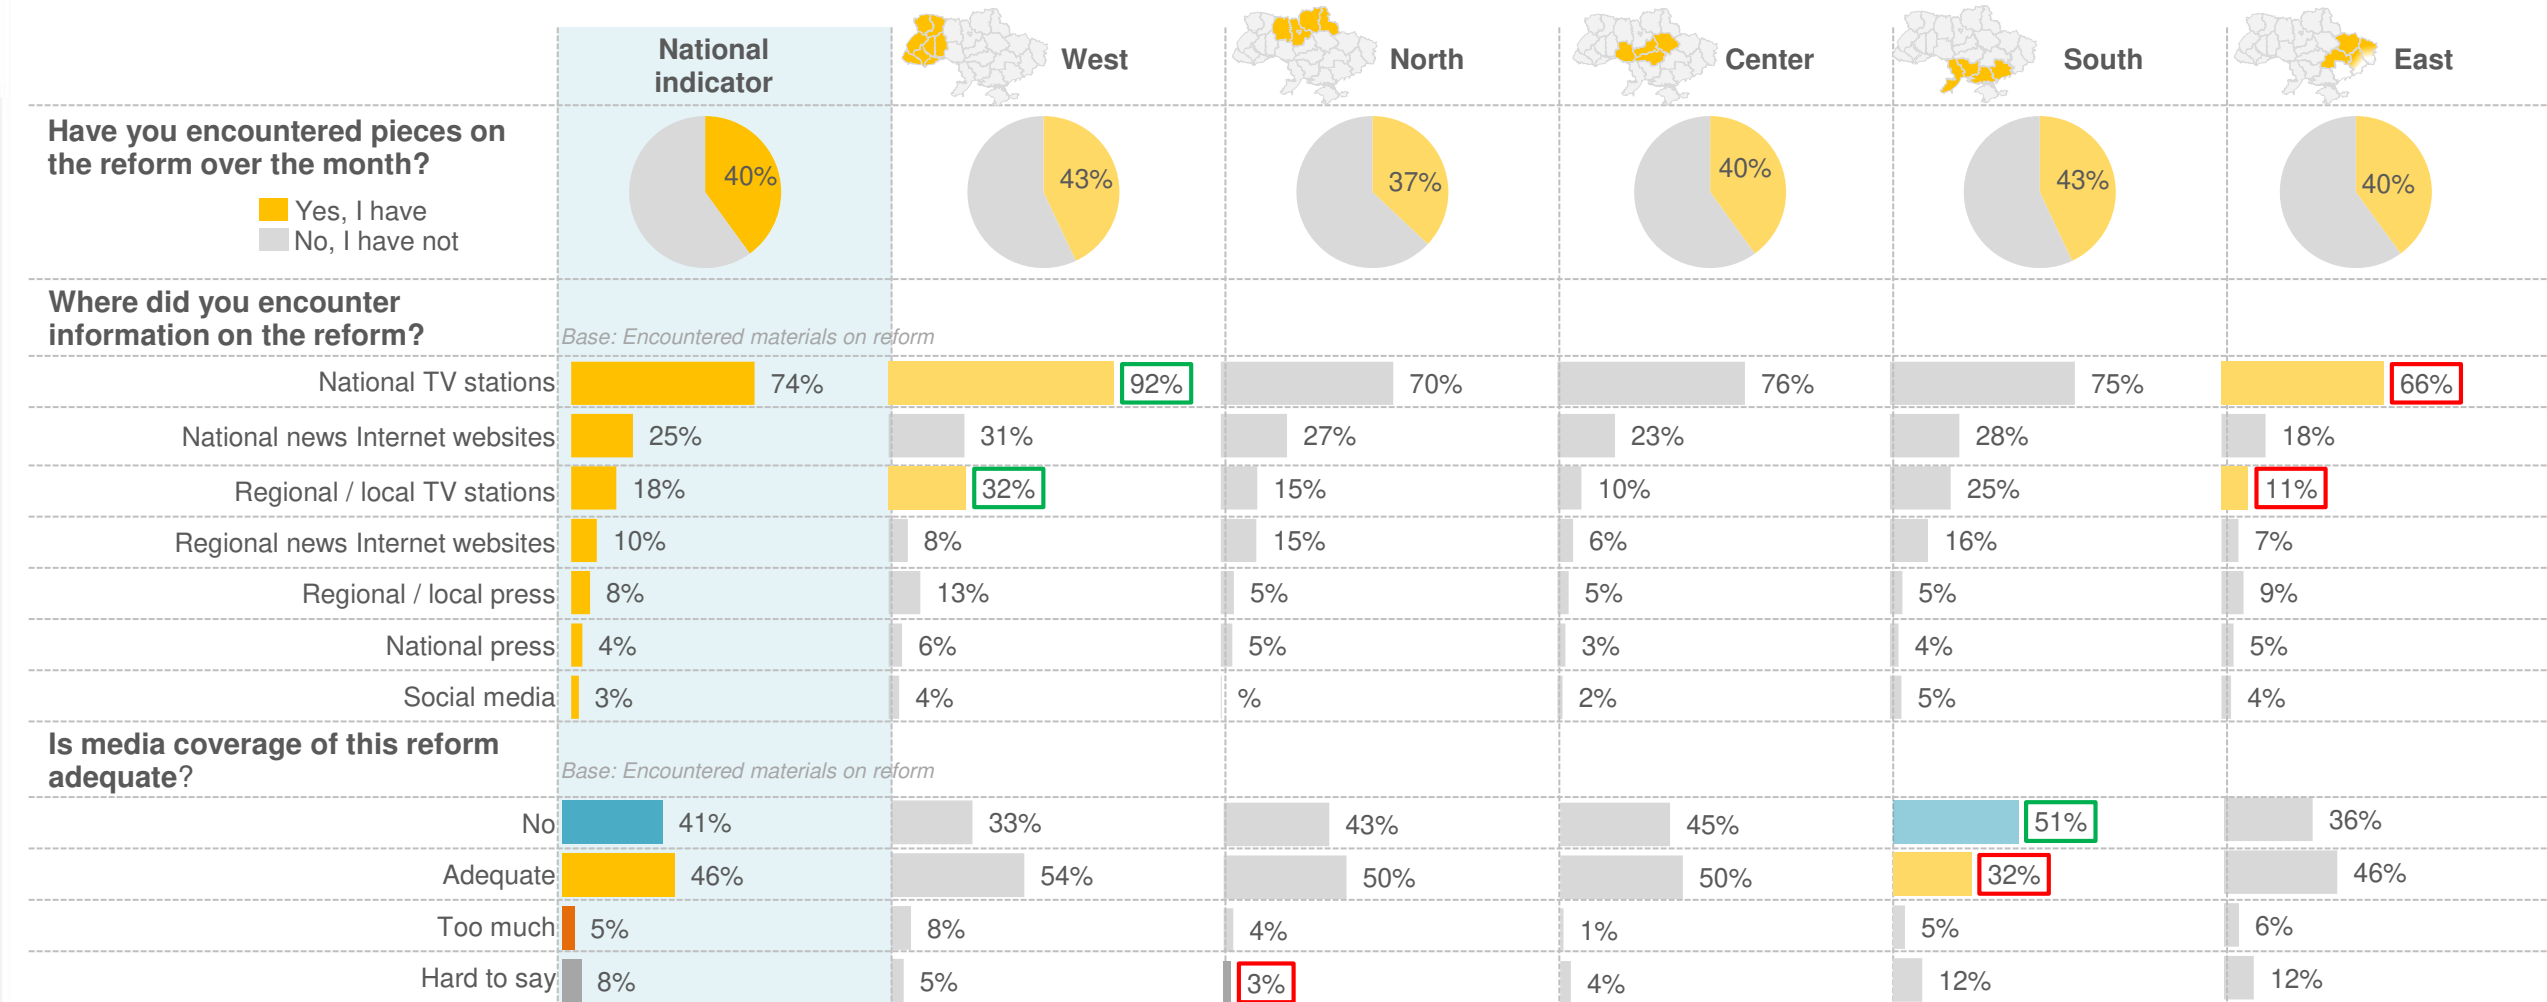 National
indicator
West
North
Center
South
East
Have you encountered pieces on
the reform over the month?
Yes, I have
No, I have not
40%
43%
37%
40%
43%
40%
Where did you encounter
information on the reform?
Base: Encountered materials on reform
National TV stations 74% 92% 70% 76% 75% 66%
National news Internet websites 25% 31% 27% 23% 28% 18%
Regional / local TV stations 18% 32% 15% 10% 25% 11%
Regional news Internet websites 10% 8% 15% 6% 16% 7%
Regional / local press 8% 13% 5% 5% 5% 9%
National press 4% 6% 5% 3% 4% 5%
Social media 3% 4% % 2% 5% 4%
Is media coverage of this reform
adequate?
Base: Encountered materials on reform
No 41% 33% 43% 45% 51% 36%
Adequate 46% 54% 50% 50% 32% 46%
Too much 5% 8% 4% 1% 5% 6%
Hard to say 8% 5% 3% 4% 12% 12%